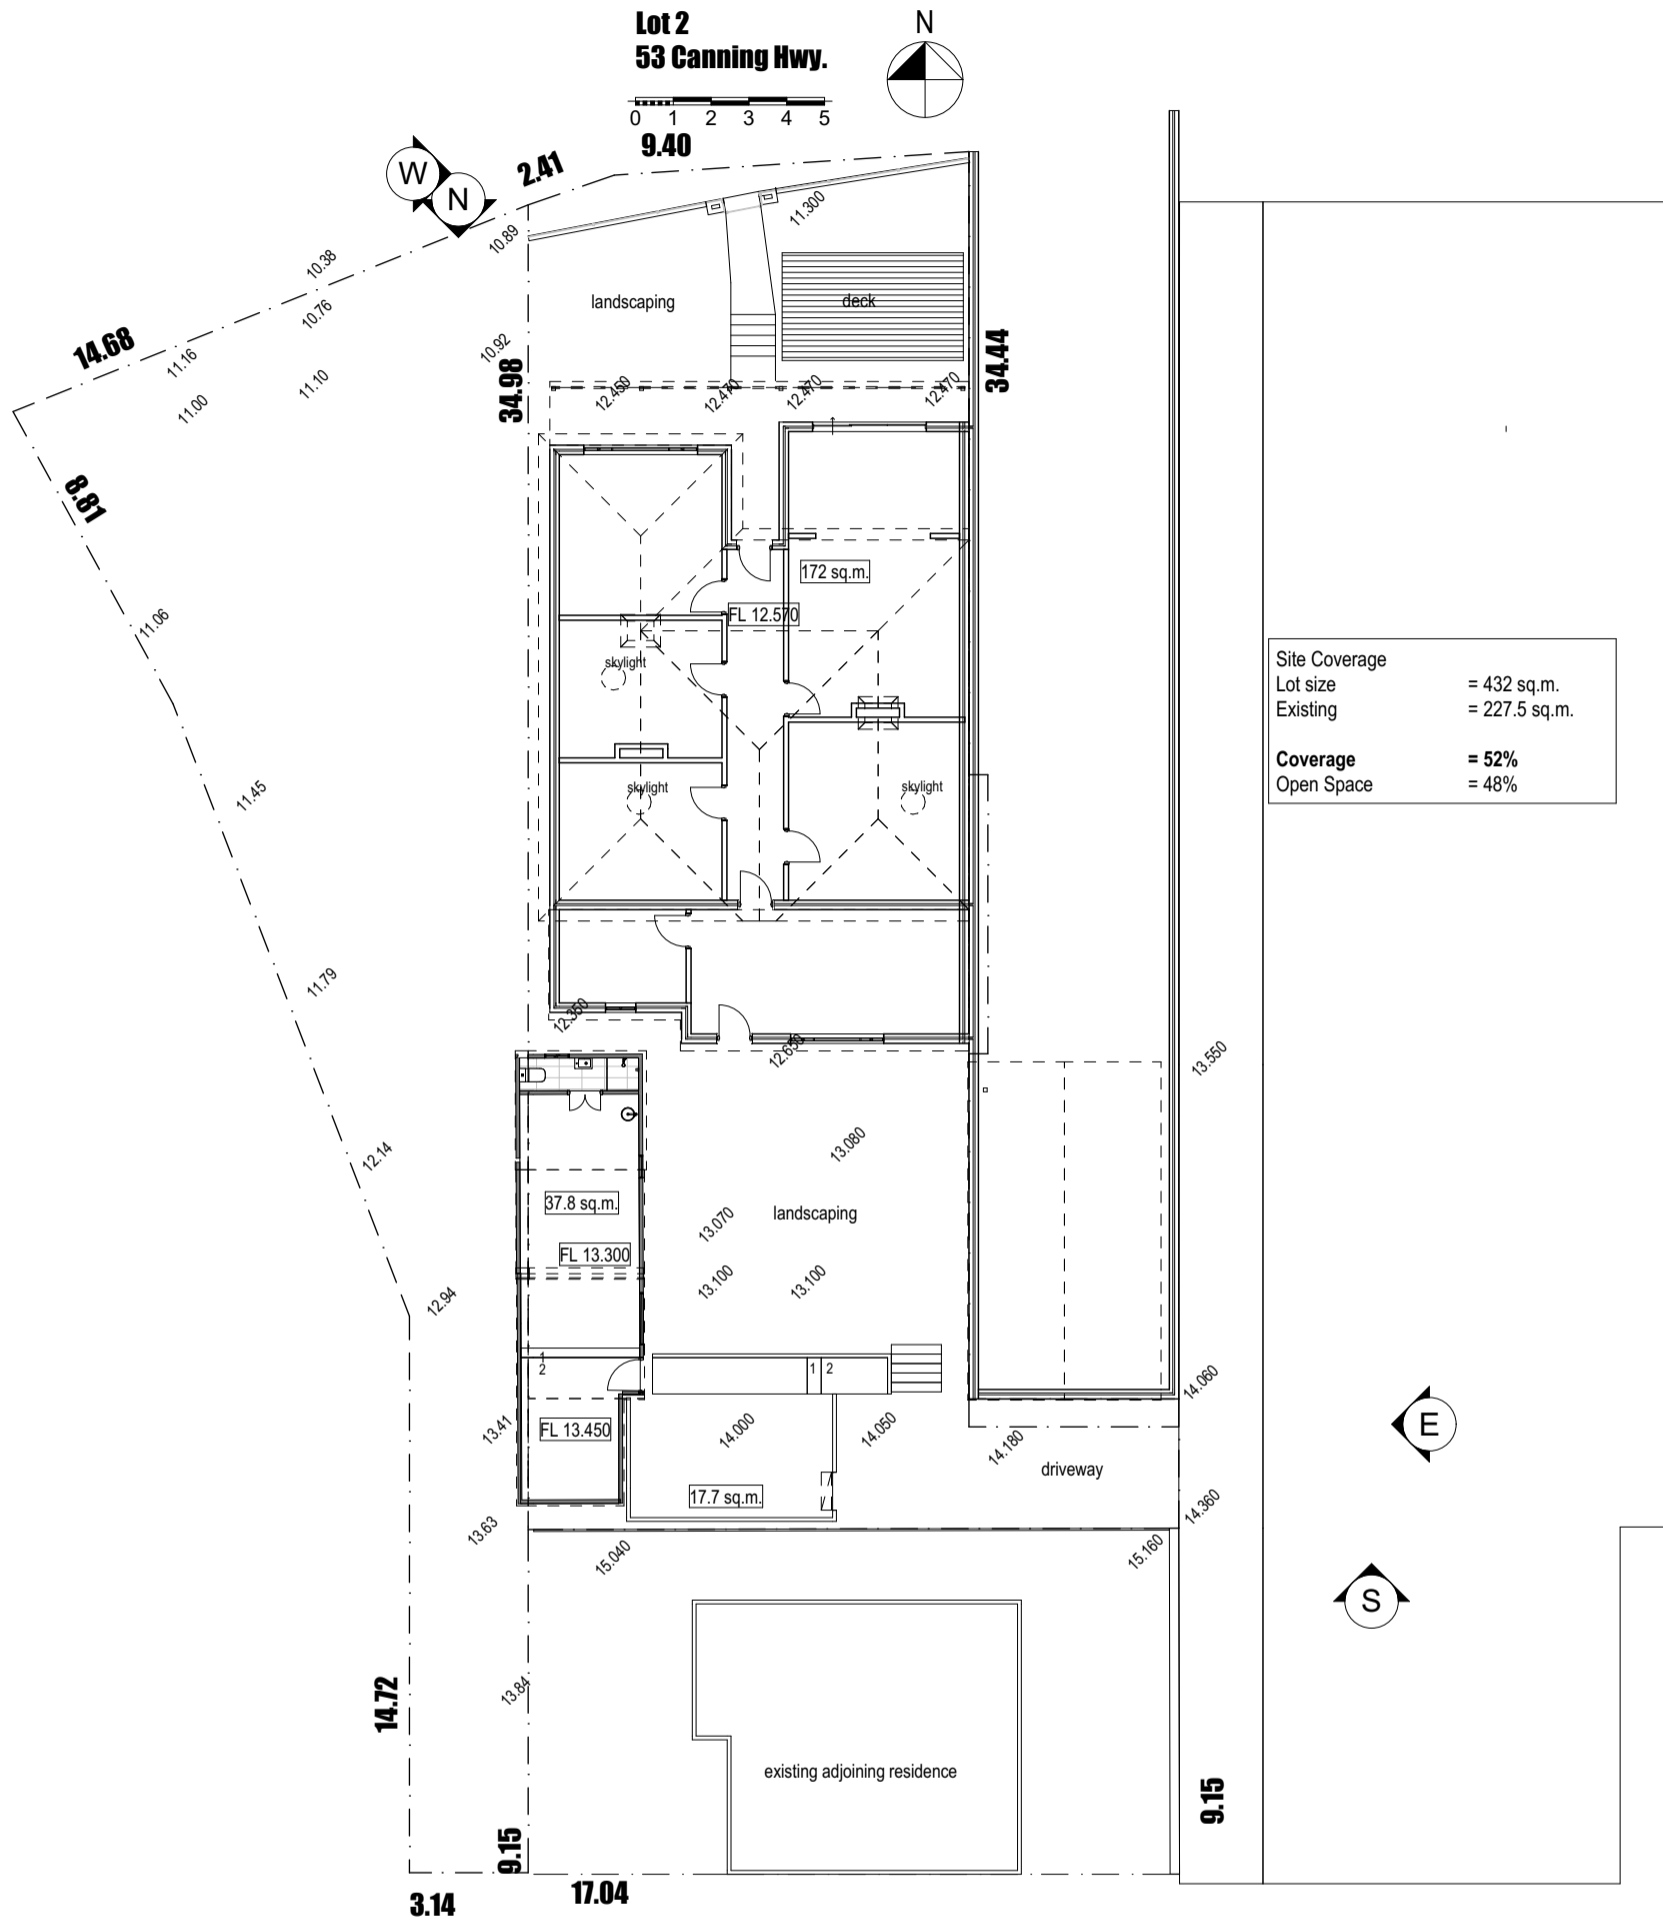 Lot 2
53 Canning Hwy.
N
0 1 2 3 4 5
9.40
2.41
W
N
11.300
10.89
10.38
10.76
landscaping
deck
14.68
11.16
10.92
11.10
11.00
34.98
34.44
12.450
12.470
12.470
12.470
8.81
172 sq.m.
FL 12.570
11.06
skylight
Site Coverage
Lot size = 432 sq.m.
Existing = 227.5 sq.m.
Coverage = 52%
Open Space = 48%
skylight
skylight
11.45
11.79
12.350
12.650
13.550
12.14
13.080
37.8 sq.m.
13.070
landscaping
FL 13.300
13.100
13.100
12.94
1
2
1 2
14.060
13.41
FL 13.450
14.000
14.050
14.180
E
driveway
17.7 sq.m.
14.360
13.63
15.040
15.160
S
13.84
14.72
existing adjoining residence
9.15
9.15
3.14
17.04